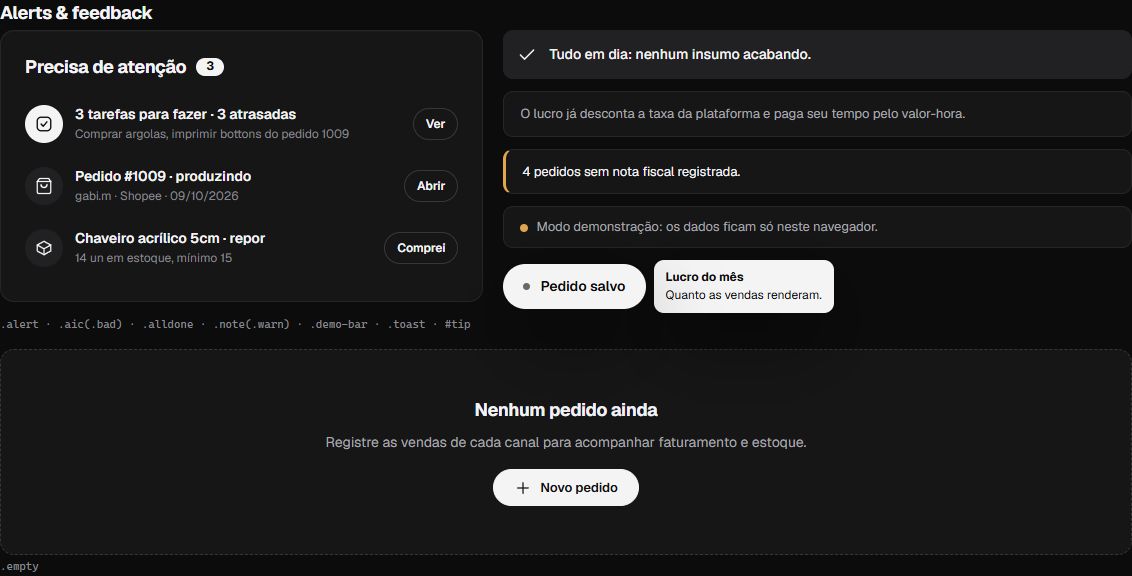 Alerts & feedback
Precisa de atenção 3
3 tarefas para fazer · 3 atrasadas
Comprar argolas, imprimir bottons do pedido 1009
Ver
Pedido #1009 · produzindo
gabi.m · Shopee · 09/10/2026
Abrir
Chaveiro acrílico 5cm · repor
14 un em estoque, mínimo 15
Comprei
Tudo em dia: nenhum insumo acabando.
O lucro já desconta a taxa da plataforma e paga seu tempo pelo valor-hora.
4 pedidos sem nota fiscal registrada.
Modo demonstração: os dados ficam só neste navegador.
Pedido salvo
Lucro do mês
Quanto as vendas renderam.
.alert · .aic(.bad) · .alldone · .note(.warn) · .demo-bar · .toast · #tip
Nenhum pedido ainda
Registre as vendas de cada canal para acompanhar faturamento e estoque.
Novo pedido
.empty